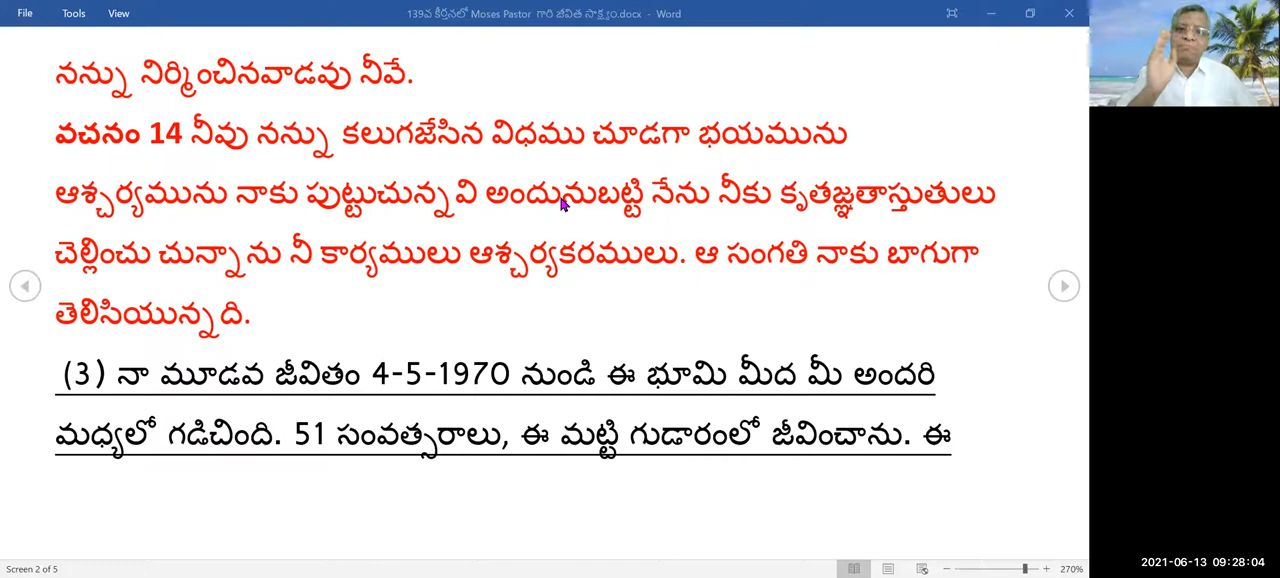 File Tools View 139వ కీర్తనలో Moses Pastor గారి జీవిత సాక్ష్యం.docx - Word
నన్ను నిర్మించినవాడవు నీవే.
వచనం 14 నీవు నన్ను కలుగజేసిన విధము చూడగా భయమును
ఆశ్చర్యమును నాకు పుట్టుచున్నవి అందునుబట్టి నేను నీకు కృతజ్ఞతాస్తుతులు
చెల్లించు చున్నాను నీ కార్యములు ఆశ్చర్యకరములు. ఆ సంగతి నాకు బాగుగా
తెలిసియున్నది.
(3) నా మూడవ జీవితం 4-5-1970 నుండి ఈ భూమి మీద మీ అందరి
మధ్యలో గడిచింది. 51 సంవత్సరాలు, ఈ మట్టి గుడారంలో జీవించాను. ఈ
Screen 2 of 5 270%
2021-06-13 09:28:04